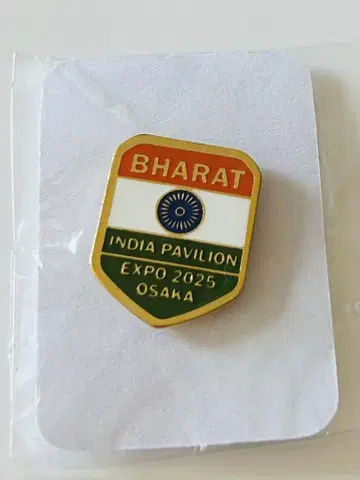 BHARAT
INDIA PAVILION
EXPO 2025
OSAKA